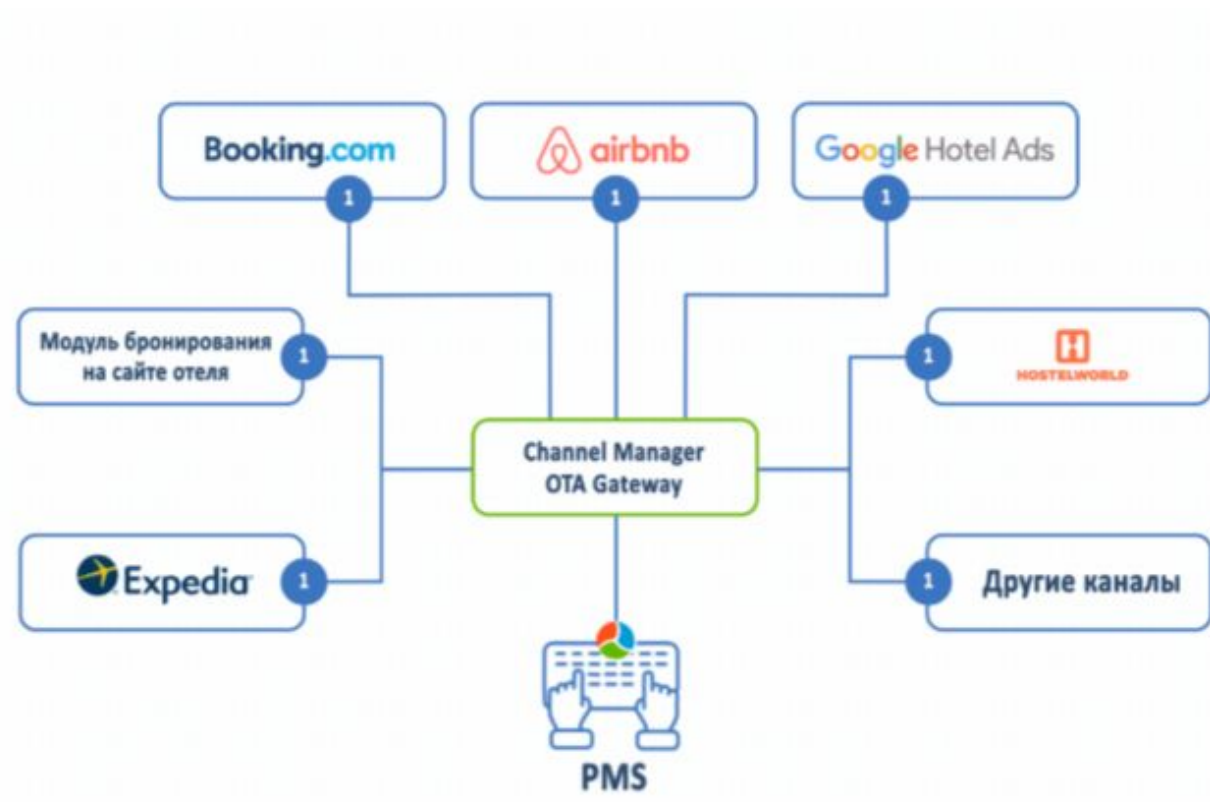 Booking.com
airbnb
Google Hotel Ads
1
1
1
Модуль бронирования
на сайте отеля
1
1
H
HOSTELWORLD
Channel Manager
OTA Gateway
Expedia
1
1
Другие каналы
PMS